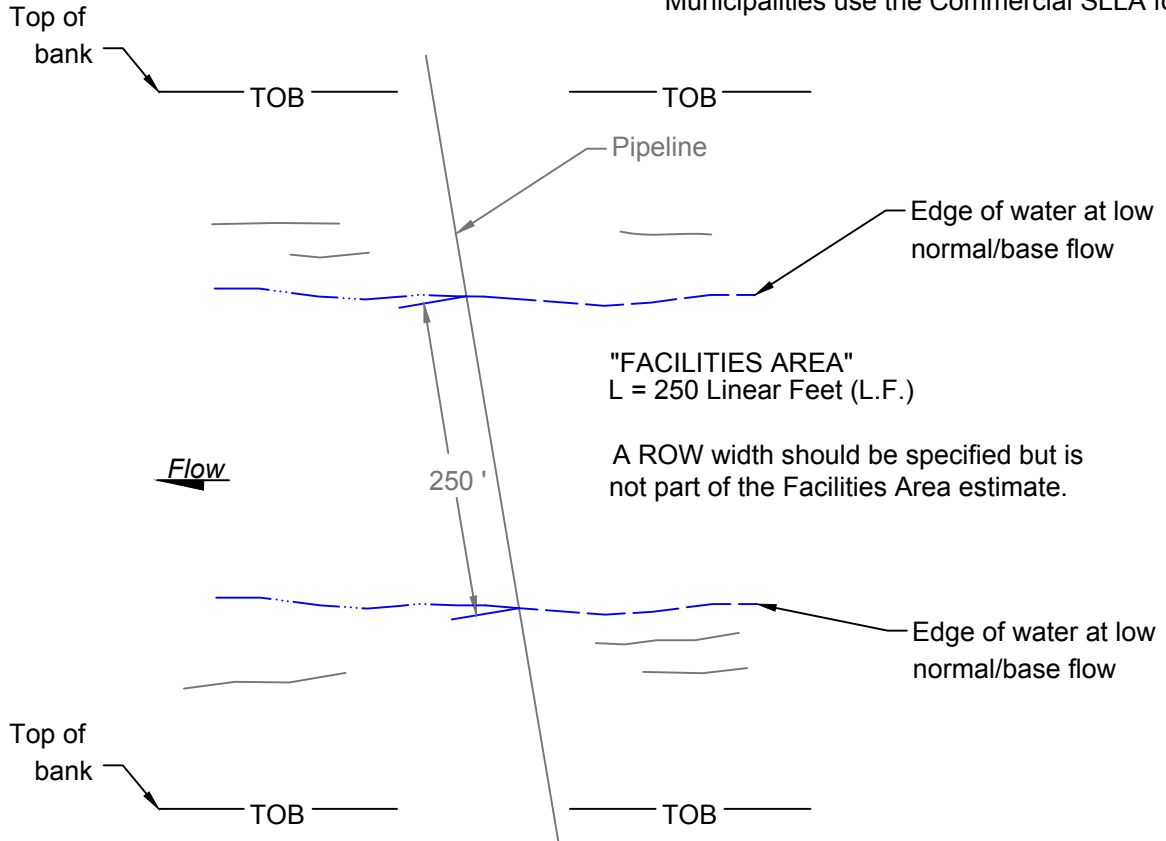 Municipalities use the Commercial SLLA
Top of
bank
TOB
TOB
Pipeline
Edge of water at low
normal/base flow
"FACILITIES AREA"
L = 250 Linear Feet (L.F.)
A ROW width should be specified but is
not part of the Facilities Area estimate.
Flow
250 '
Edge of water at low
normal/base flow
Top of
bank
TOB
TOB